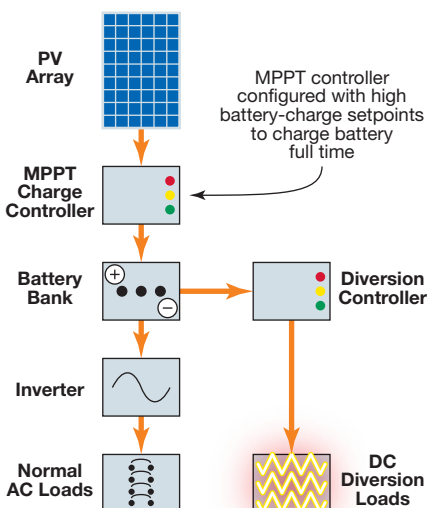 PV
Array
MPPT controller
configured with high
battery-charge setpoints
to charge battery
full time
MPPT
Charge
Controller
Battery
Bank
+
−
Diversion
Controller
Inverter
Normal
AC Loads
DC
Diversion
Loads